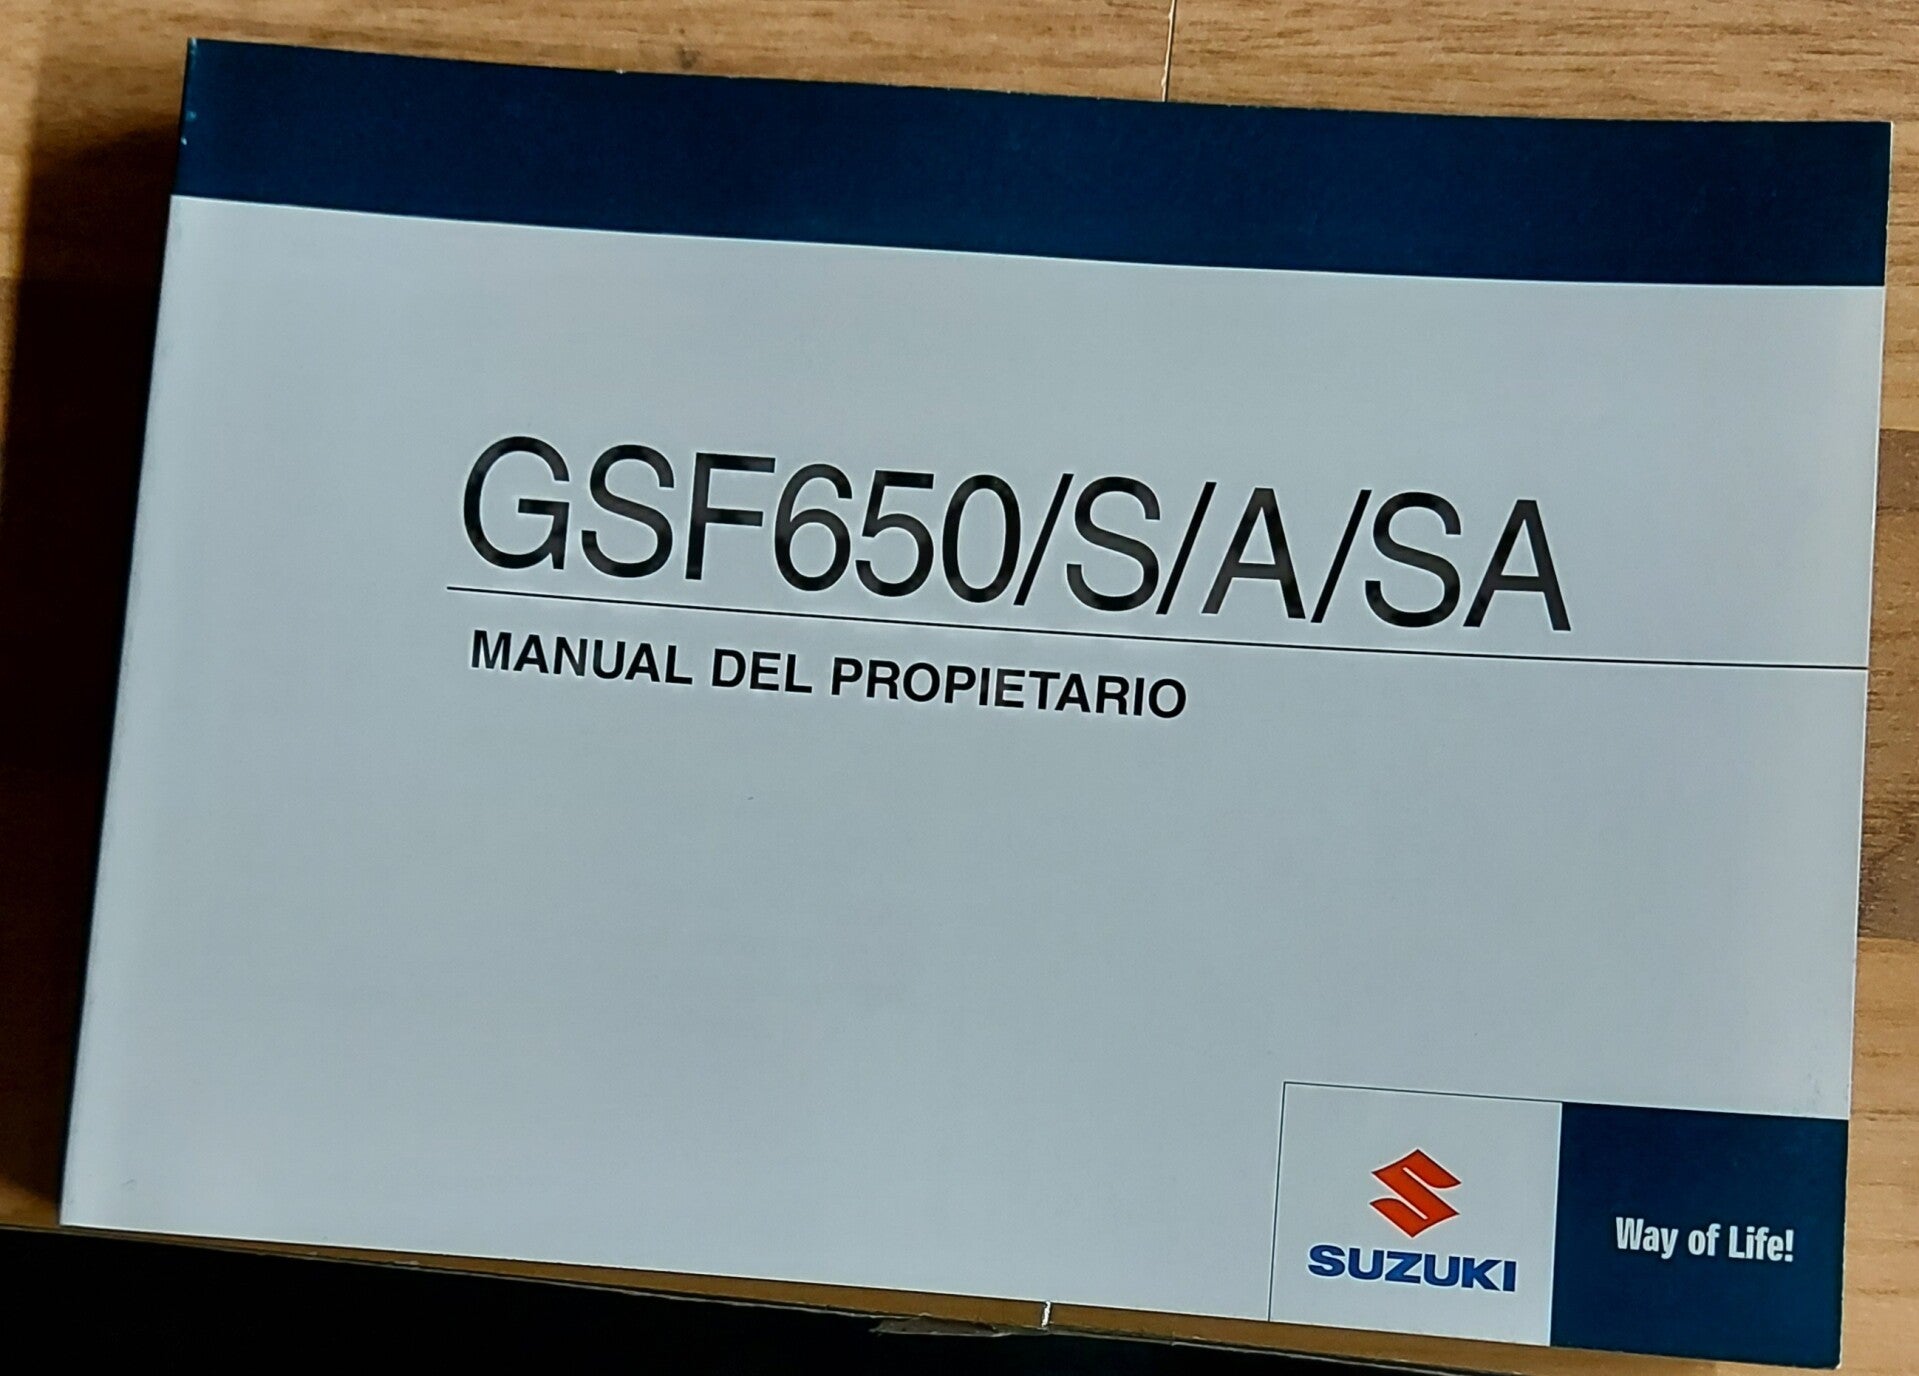 GSF650/S/A/SA
MANUAL DEL PROPIETARIO
SUZUKI
Way of Life!